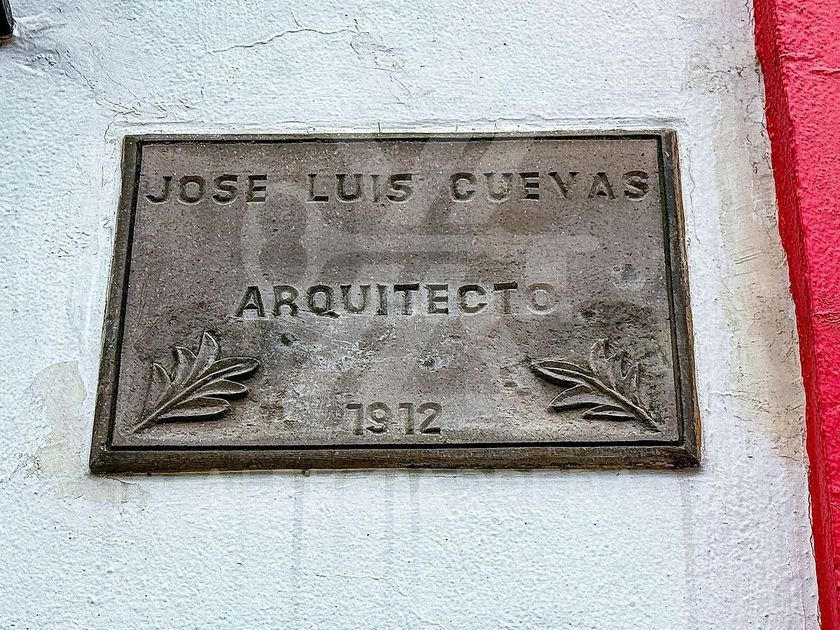 JOSE LUIS CUEVAS
ARQUITECTO
1912